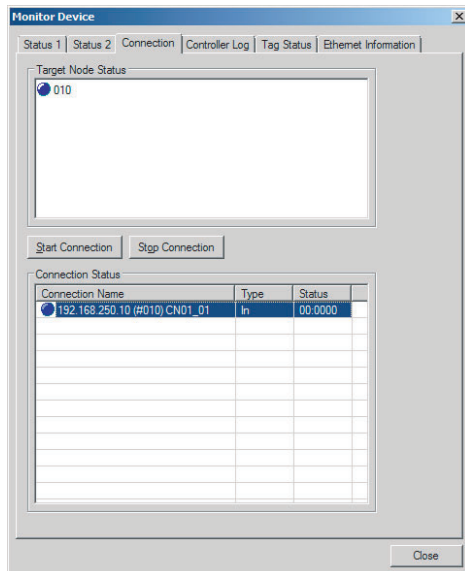 Monitor Device
Status 1 Status 2 Connection Controller Log Tag Status Ethernet Information
Target Node Status
010
Start Connection Stop Connection
Connection Status
Connection Name Type Status
192.168.250.10 (#010) CN01_01 In 00:0000
Close